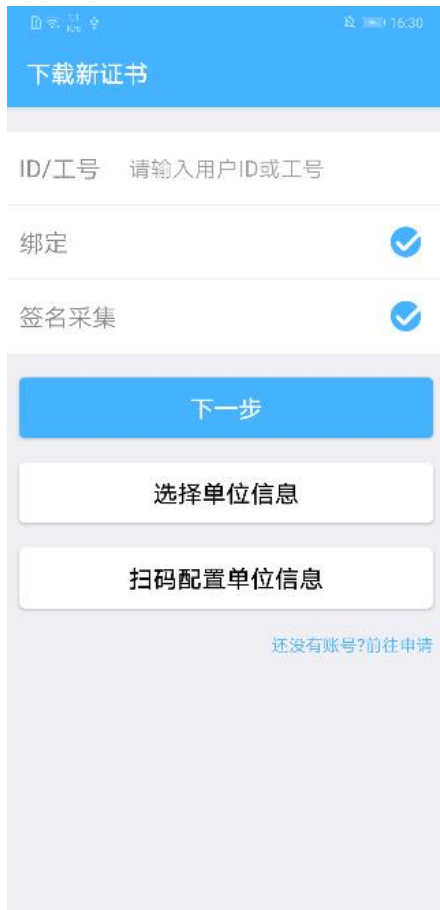 1.1
K/s
16:30
下载新证书
ID/工号 请输入用户ID或工号
绑定
签名采集
下一步
选择单位信息
扫码配置单位信息
还没有账号?前往申请